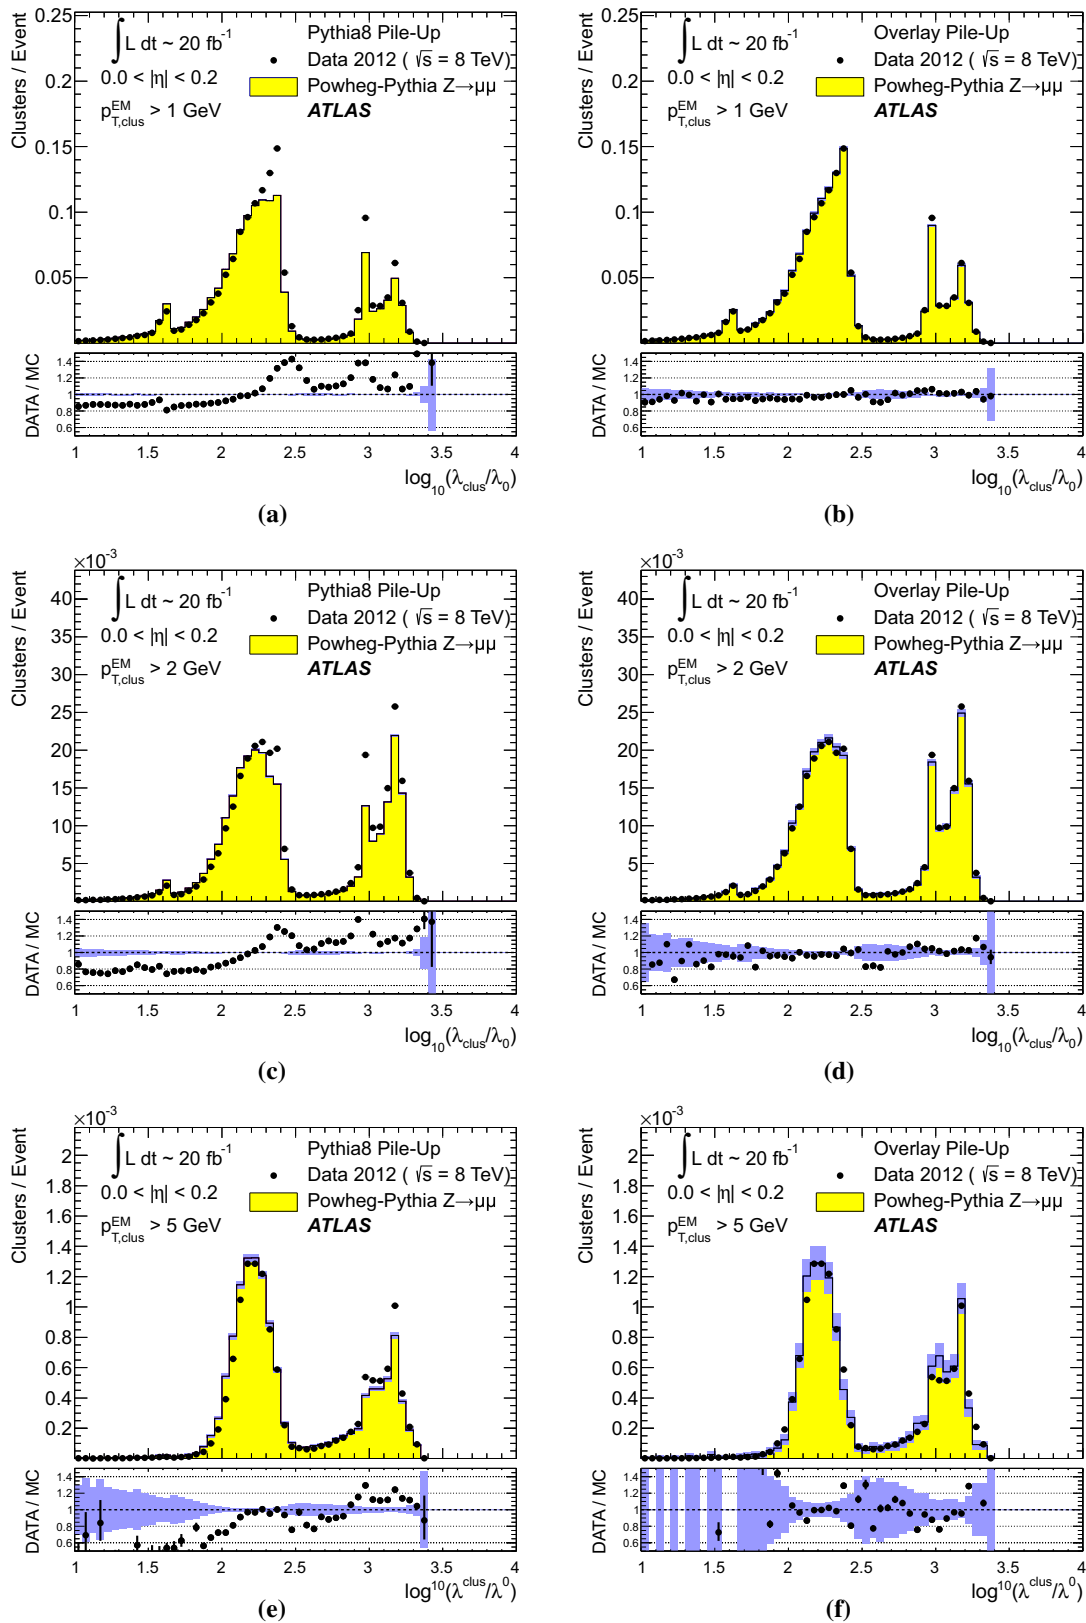 Clusters / Event
0.25
0.2
0.15
0.1
0.05
∫ L dt ~ 20 fb⁻¹
0.0 < |η| < 0.2
p_{T,clus}^{EM} > 1 GeV
Pythia8 Pile-Up
Data 2012 ( √s = 8 TeV)
Powheg-Pythia Z→μμ
ATLAS
DATA / MC
1.4
1.2
1
0.8
0.6
1 1.5 2 2.5 3 3.5 4
log₁₀(λ_{clus}/λ₀)
(a)
Clusters / Event
0.25
0.2
0.15
0.1
0.05
∫ L dt ~ 20 fb⁻¹
0.0 < |η| < 0.2
p_{T,clus}^{EM} > 1 GeV
Overlay Pile-Up
Data 2012 ( √s = 8 TeV)
Powheg-Pythia Z→μμ
ATLAS
DATA / MC
1.4
1.2
1
0.8
0.6
1 1.5 2 2.5 3 3.5 4
log₁₀(λ_{clus}/λ₀)
(b)
×10⁻³
Clusters / Event
40
35
30
25
20
15
10
5
∫ L dt ~ 20 fb⁻¹
0.0 < |η| < 0.2
p_{T,clus}^{EM} > 2 GeV
Pythia8 Pile-Up
Data 2012 ( √s = 8 TeV)
Powheg-Pythia Z→μμ
ATLAS
DATA / MC
1.4
1.2
1
0.8
0.6
1 1.5 2 2.5 3 3.5 4
log₁₀(λ_{clus}/λ₀)
(c)
×10⁻³
Clusters / Event
40
35
30
25
20
15
10
5
∫ L dt ~ 20 fb⁻¹
0.0 < |η| < 0.2
p_{T,clus}^{EM} > 2 GeV
Overlay Pile-Up
Data 2012 ( √s = 8 TeV)
Powheg-Pythia Z→μμ
ATLAS
DATA / MC
1.4
1.2
1
0.8
0.6
1 1.5 2 2.5 3 3.5 4
log₁₀(λ_{clus}/λ₀)
(d)
×10⁻³
Clusters / Event
2
1.8
1.6
1.4
1.2
1
0.8
0.6
0.4
0.2
∫ L dt ~ 20 fb⁻¹
0.0 < |η| < 0.2
p_{T,clus}^{EM} > 5 GeV
Pythia8 Pile-Up
Data 2012 ( √s = 8 TeV)
Powheg-Pythia Z→μμ
ATLAS
DATA / MC
1.4
1.2
1
0.8
0.6
1 1.5 2 2.5 3 3.5 4
log¹⁰(λ^{clus}/λ⁰)
(e)
×10⁻³
Clusters / Event
2
1.8
1.6
1.4
1.2
1
0.8
0.6
0.4
0.2
∫ L dt ~ 20 fb⁻¹
0.0 < |η| < 0.2
p_{T,clus}^{EM} > 5 GeV
Overlay Pile-Up
Data 2012 ( √s = 8 TeV)
Powheg-Pythia Z→μμ
ATLAS
DATA / MC
1.4
1.2
1
0.8
0.6
1 1.5 2 2.5 3 3.5 4
log¹⁰(λ^{clus}/λ⁰)
(f)